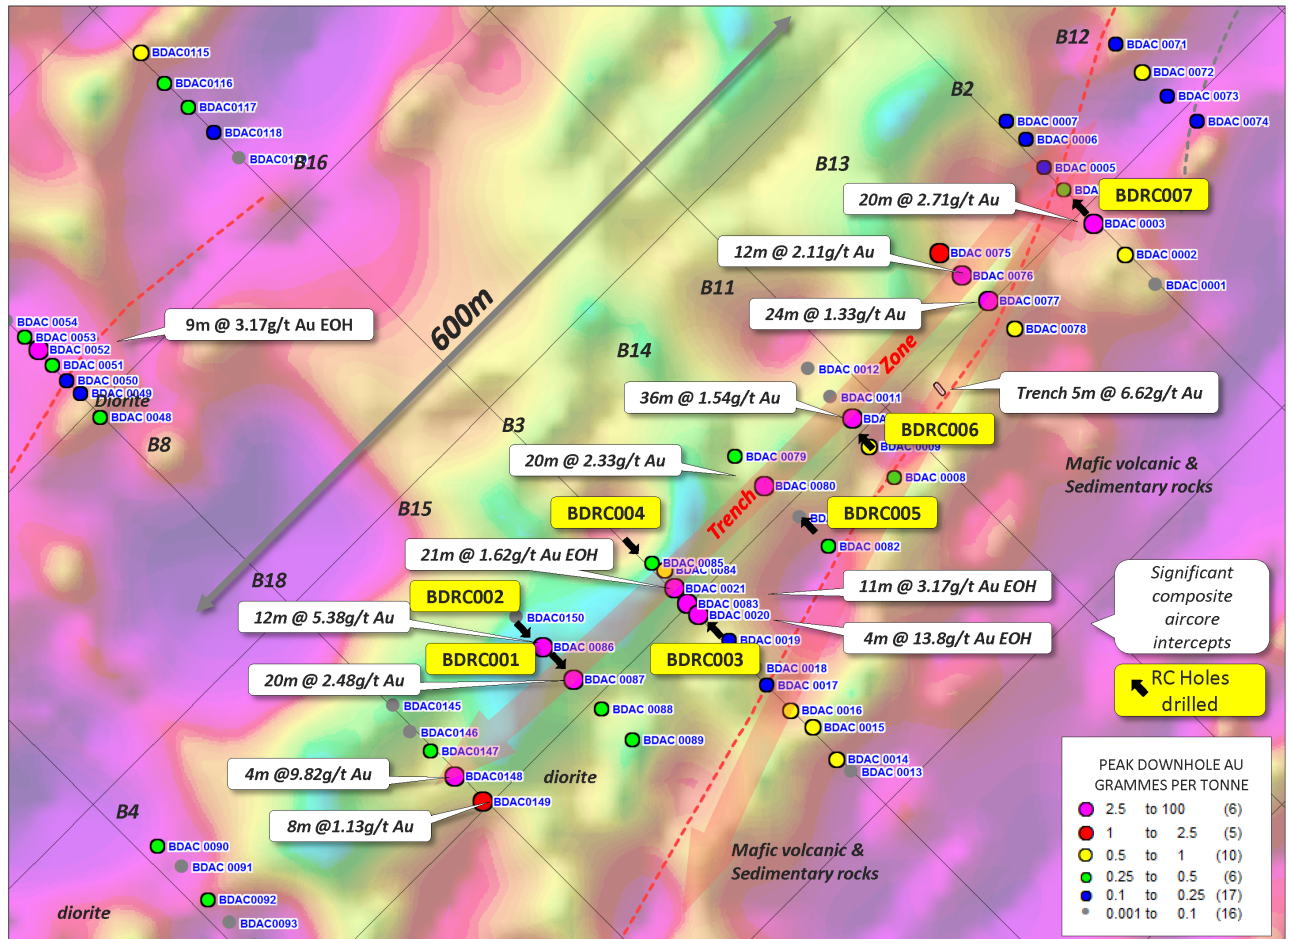 B12
BDAC 0071
BDAC0115
BDAC 0072
BDAC0116
B2
BDAC 0073
BDAC0117
BDAC 0007
BDAC 0074
BDAC0118
BDAC 0006
B16
B13
BDAC 0005
BDRC007
20m @ 2.71g/t Au
BDAC 0003
12m @ 2.11g/t Au
BDAC 0075
BDAC 0002
BDAC 0076
BDAC 0001
B11
600m
BDAC 0077
24m @ 1.33g/t Au
BDAC 0054
9m @ 3.17g/t Au EOH
BDAC 0078
BDAC 0053
BDAC 0052
B14
Zone
BDAC 0051
BDAC 0012
BDAC 0050
BDAC 0049
Diorite
36m @ 1.54g/t Au
BDAC 0011
Trench 5m @ 6.62g/t Au
BDAC 0048
B3
BDRC006
B8
BDAC 0009
20m @ 2.33g/t Au
BDAC 0079
Mafic volcanic &
Sedimentary rocks
BDAC 0008
BDAC 0080
B15
BDRC004
Trench
BDRC005
21m @ 1.62g/t Au EOH
BDAC 0082
BDAC 0085
BDAC 0084
B18
BDAC 0021
11m @ 3.17g/t Au EOH
BDRC002
BDAC 0083
12m @ 5.38g/t Au
BDAC0150
BDAC 0020
4m @ 13.8g/t Au EOH
Significant
composite
aircore
intercepts
BDAC 0019
BDAC 0086
BDRC001
BDRC003
BDAC 0018
20m @ 2.48g/t Au
BDAC 0087
BDAC 0017
RC Holes
drilled
BDAC0145
BDAC 0088
BDAC 0016
BDAC 0015
BDAC0146
BDAC 0089
BDAC0147
BDAC 0014
BDAC 0013
4m @9.82g/t Au
BDAC0148
diorite
BDAC0149
8m @1.13g/t Au
B4
BDAC 0090
Mafic volcanic &
Sedimentary rocks
BDAC 0091
BDAC0092
diorite
BDAC0093
PEAK DOWNHOLE AU
GRAMMES PER TONNE
2.5 to 100 (6)
1 to 2.5 (5)
0.5 to 1 (10)
0.25 to 0.5 (6)
0.1 to 0.25 (17)
0.001 to 0.1 (16)